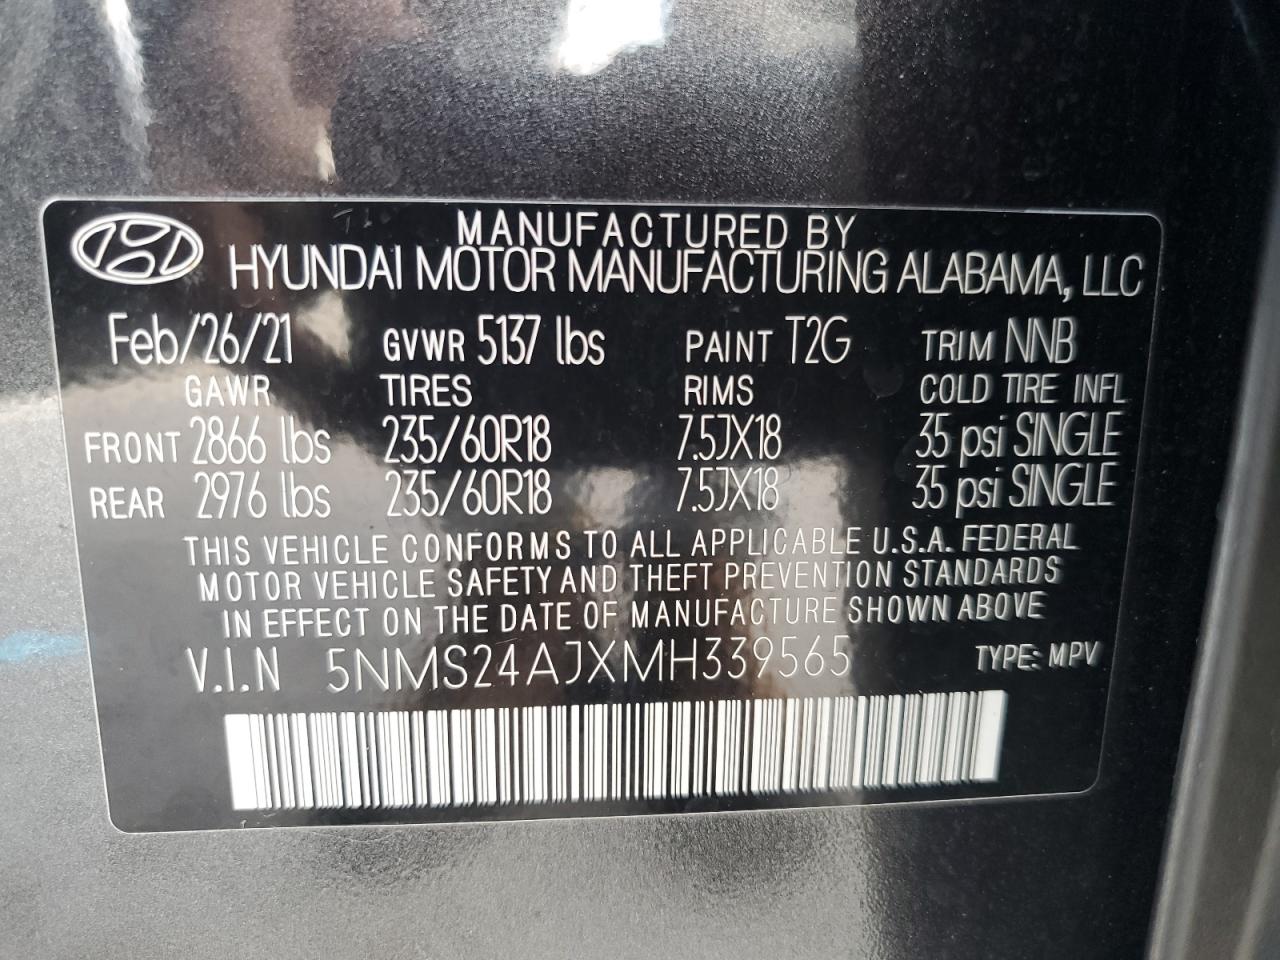 MANUFACTURED BY
HYUNDAI MOTOR MANUFACTURING ALABAMA, LLC
Feb/26/21 GVWR 5137 lbs PAINT T2G TRIM NNB
GAWR TIRES RIMS COLD TIRE INFL
FRONT 2866 lbs 235/60R18 7.5JX18 35 psi SINGLE
REAR 2976 lbs 235/60R18 7.5JX18 35 psi SINGLE
THIS VEHICLE CONFORMS TO ALL APPLICABLE U.S.A. FEDERAL
MOTOR VEHICLE SAFETY AND THEFT PREVENTION STANDARDS
IN EFFECT ON THE DATE OF MANUFACTURE SHOWN ABOVE
V.I.N 5NMS24AJXMH339565 TYPE: MPV